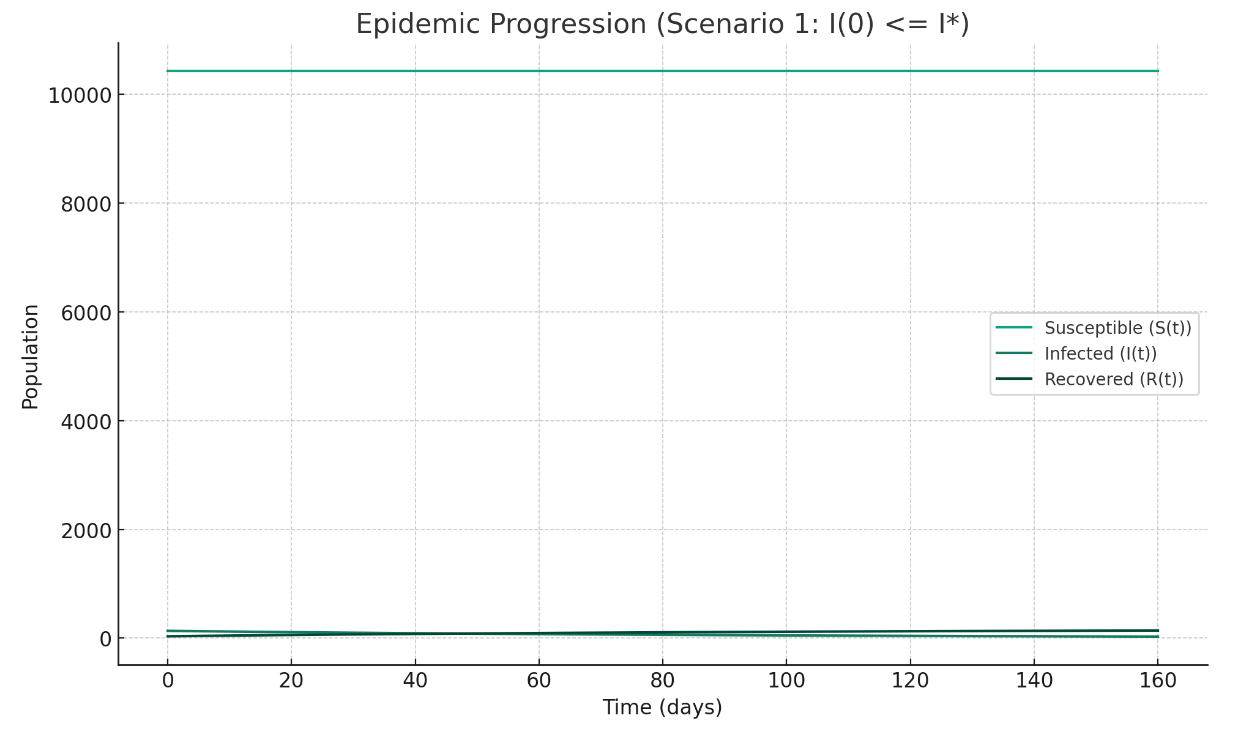 Epidemic Progression (Scenario 1: I(0) <= I*)
10000
8000
6000
4000
2000
0
Population
Susceptible (S(t))
Infected (I(t))
Recovered (R(t))
0 20 40 60 80 100 120 140 160
Time (days)